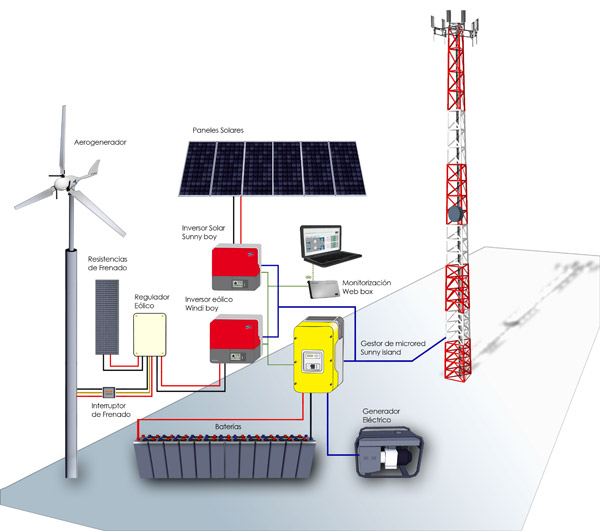 Paneles Solares
Aerogenerador
Inversor Solar
Sunny boy
Resistencias
de Frenado
Regulador
Eólico
Inversor eólico
Windi boy
Monitorización
Web box
Gestor de microred
Sunny island
Interruptor
de Frenado
Baterías
Generador
Eléctrico